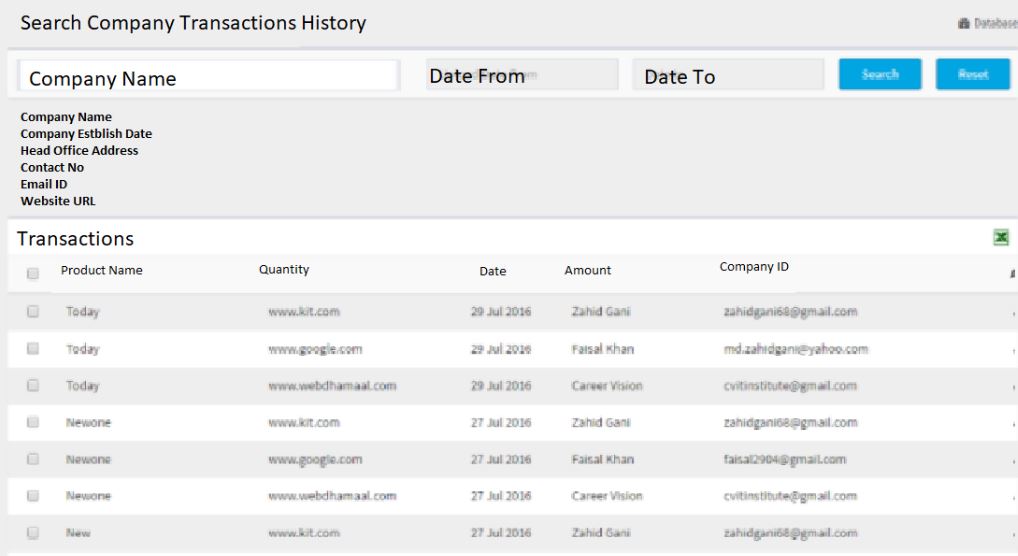 Search Company Transactions History
Database
Company Name Date From Date To Search Reset
Company Name
Company Estblish Date
Head Office Address
Contact No
Email ID
Website URL
Transactions
Product Name Quantity Date Amount Company ID
Today www.kit.com 29 Jul 2016 Zahid Gani zahidgani68@gmail.com
Today www.google.com 29 Jul 2016 Faisal Khan md.zahidgani@yahoo.com
Today www.webdhamaal.com 29 Jul 2016 Career Vision cvitinstitute@gmail.com
Newone www.kit.com 27 Jul 2016 Zahid Gani zahidgani68@gmail.com
Newone www.google.com 27 Jul 2016 Faisal Khan faisal2904@gmail.com
Newone www.webdhamaal.com 27 Jul 2016 Career Vision cvitinstitute@gmail.com
New www.kit.com 27 Jul 2016 Zahid Gani zahidgani68@gmail.com